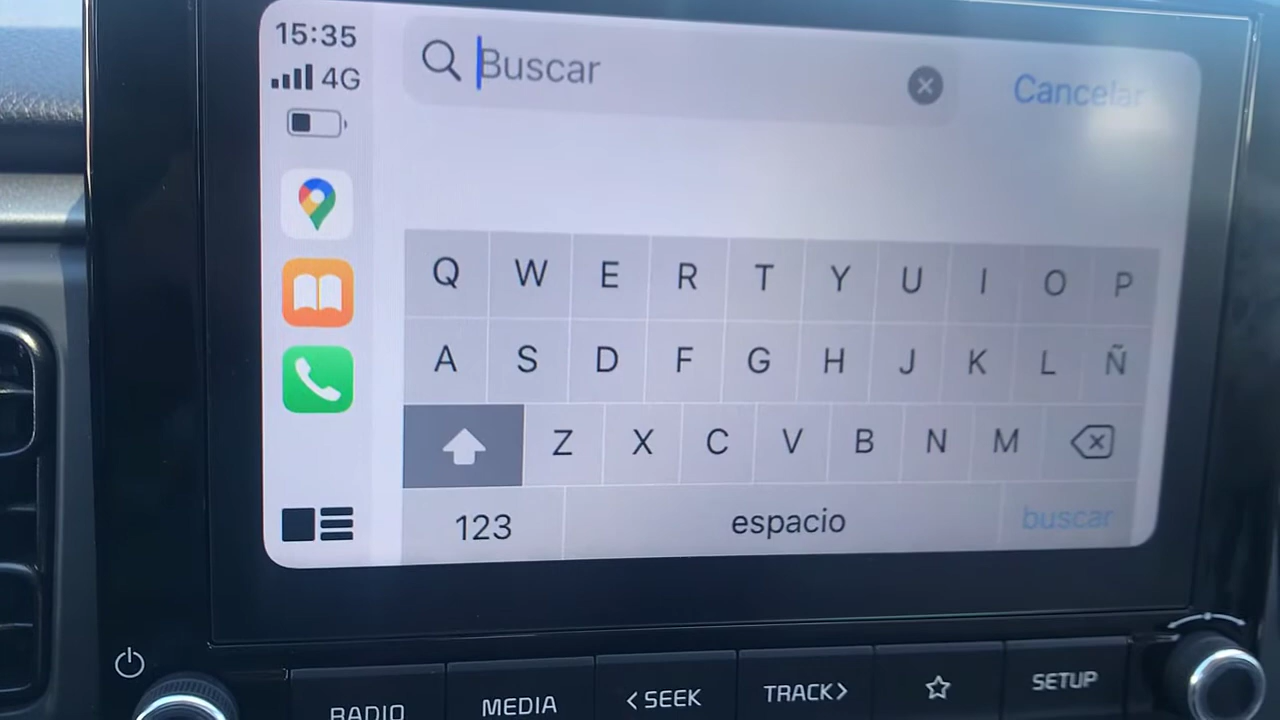 15:35
4G
Buscar
Cancelar
Q W E R T Y U I O P
A S D F G H J K L Ñ
Z X C V B N M
123 espacio buscar
RADIO MEDIA <SEEK TRACK> SETUP